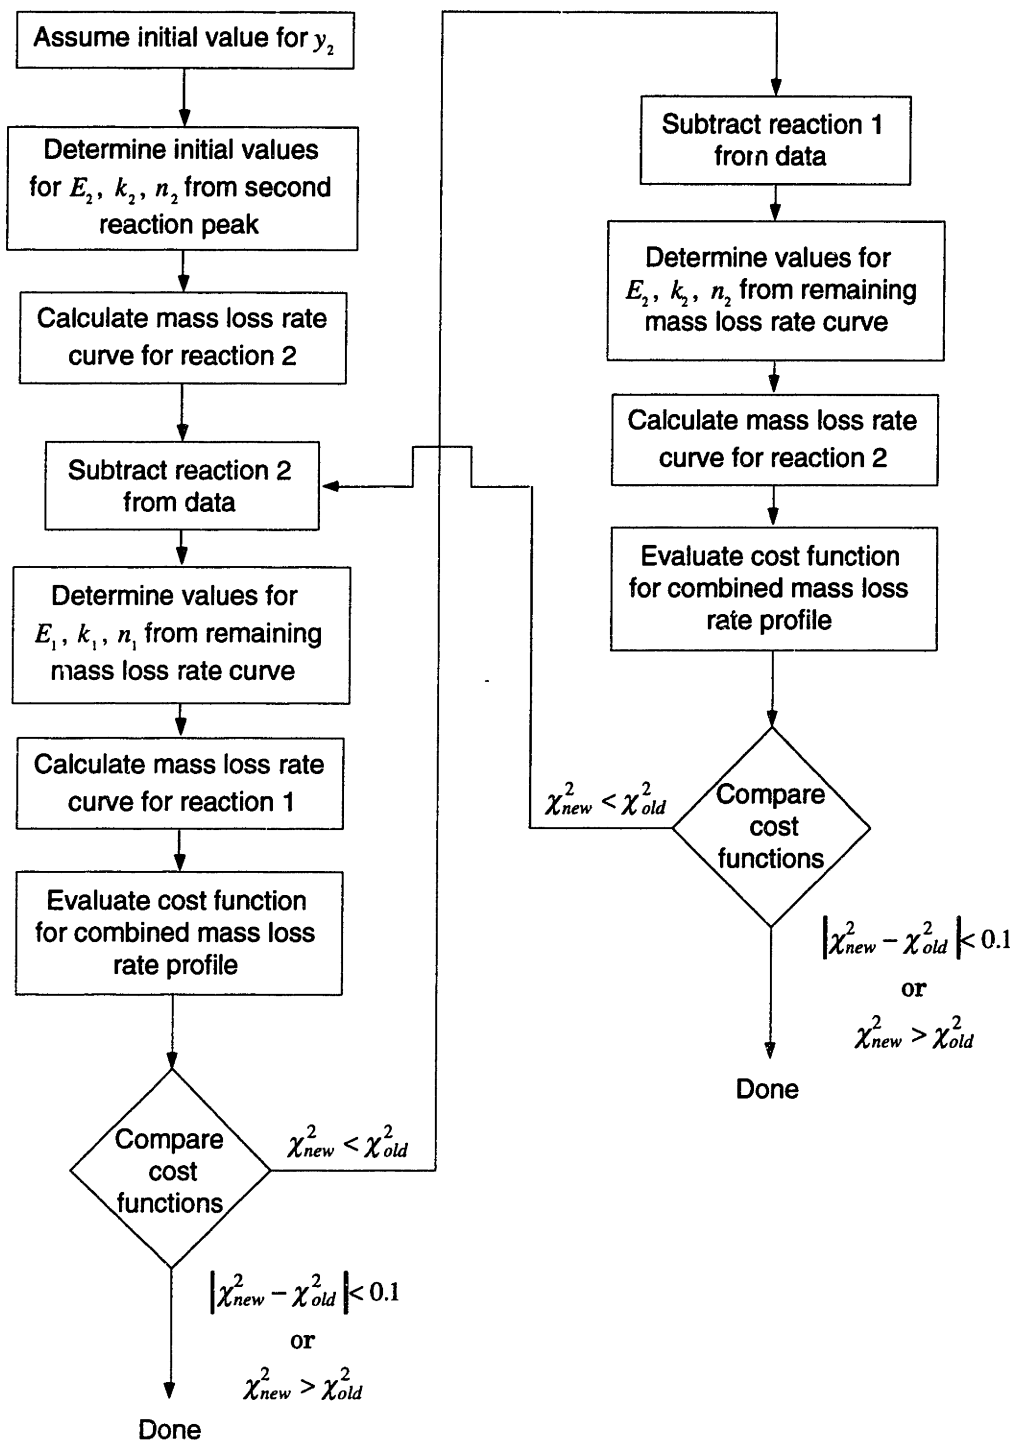 Assume initial value for y₂
Determine initial values
for E₂, k₂, n₂ from second
reaction peak
Calculate mass loss rate
curve for reaction 2
Subtract reaction 2
from data
Determine values for
E₁, k₁, n₁ from remaining
mass loss rate curve
Calculate mass loss rate
curve for reaction 1
Evaluate cost function
for combined mass loss
rate profile
Compare
cost
functions
χ²new < χ²old
|χ²new − χ²old| < 0.1
or
χ²new > χ²old
Done
Subtract reaction 1
from data
Determine values for
E₂, k₂, n₂ from remaining
mass loss rate curve
Calculate mass loss rate
curve for reaction 2
Evaluate cost function
for combined mass loss
rate profile
Compare
cost
functions
χ²new < χ²old
|χ²new − χ²old| < 0.1
or
χ²new > χ²old
Done